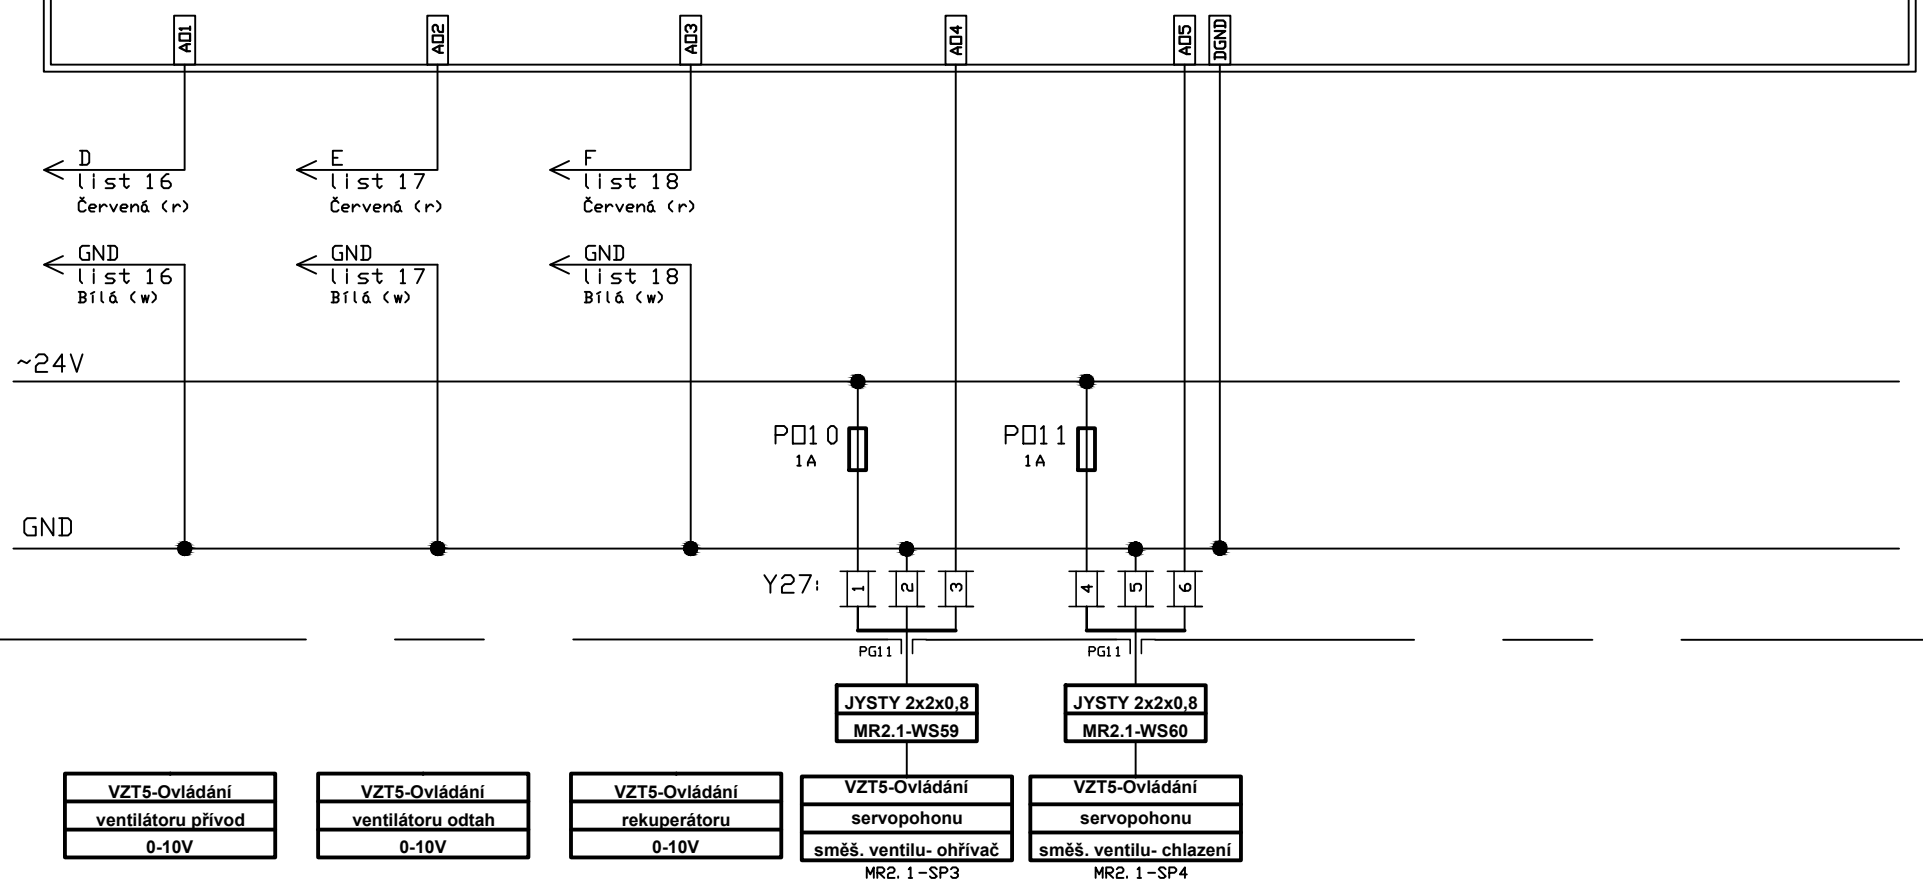 AO1
AO2
AO3
AO4
AO5
DGND
D
list 16
Červená (r)
E
list 17
Červená (r)
F
list 18
Červená (r)
GND
list 16
Bílá (w)
GND
list 17
Bílá (w)
GND
list 18
Bílá (w)
~24V
PO10
1A
PO11
1A
GND
Y27:
1
2
3
4
5
6
PG11
PG11
JYSTY 2x2x0,8
MR2.1-WS59
JYSTY 2x2x0,8
MR2.1-WS60
VZT5-Ovládání
ventilátoru přívod
0-10V
VZT5-Ovládání
ventilátoru odtah
0-10V
VZT5-Ovládání
rekuperátoru
0-10V
VZT5-Ovládání
servopohonu
směš. ventilu- ohřívač
MR2.1-SP3
VZT5-Ovládání
servopohonu
směš. ventilu- chlazení
MR2.1-SP4